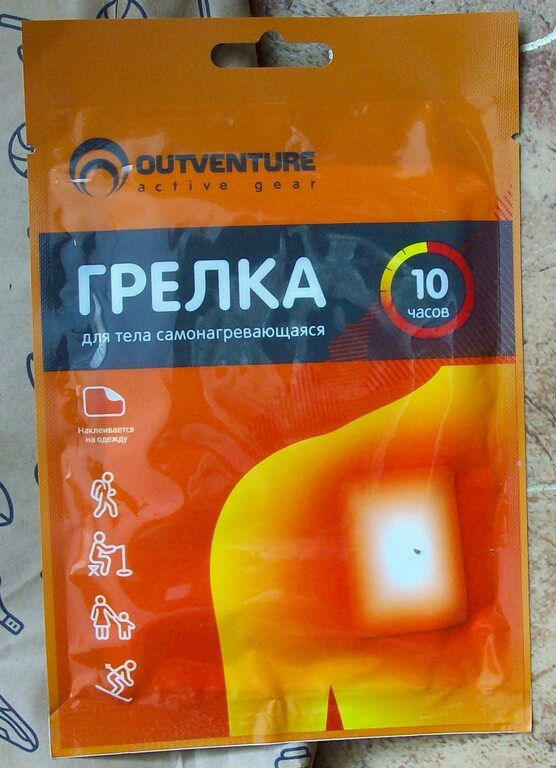 OUTVENTURE
active gear
ГРЕЛКА
для тела самонагревающаяся
10
часов
Наклеивается
на одежду